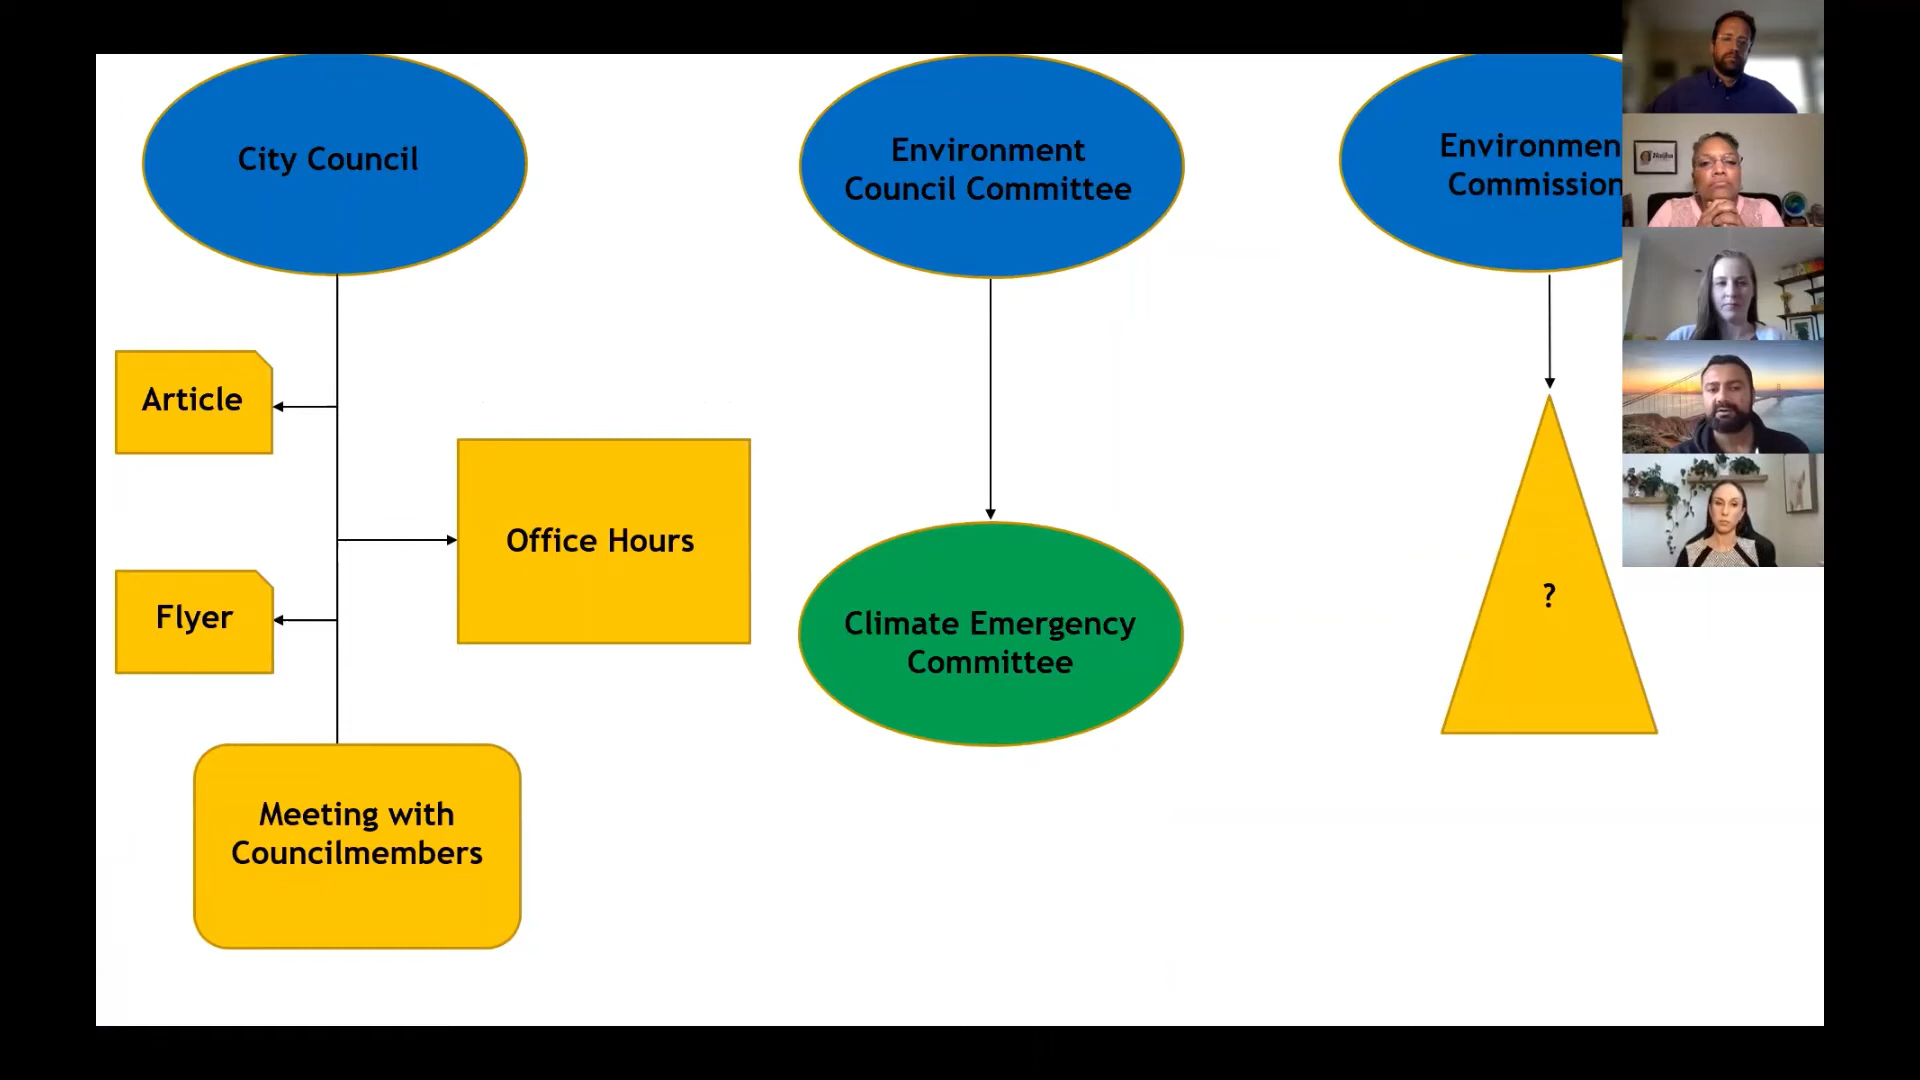 City Council
Environment
Council Committee
Environmen
Commission
Article
Office Hours
Flyer
?
Climate Emergency
Committee
Meeting with
Councilmembers